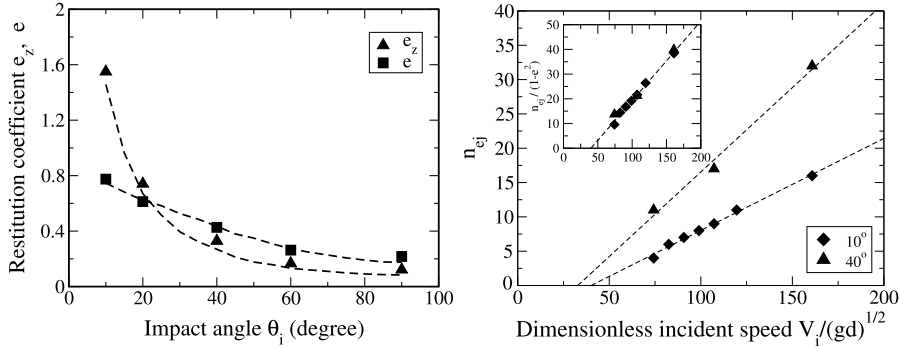 Restitution coefficient e_z, e
2
1.6
1.2
0.8
0.4
0
0 20 40 60 80 100
Impact angle θ_i (degree)
e_z
e
n_ej
40
35
30
25
20
15
10
5
0
0 50 100 150 200
Dimensionless incident speed V_i/(gd)^1/2
10°
40°
n_ej / (1-e²)
50
40
30
20
10
0
0 50 100 150 200